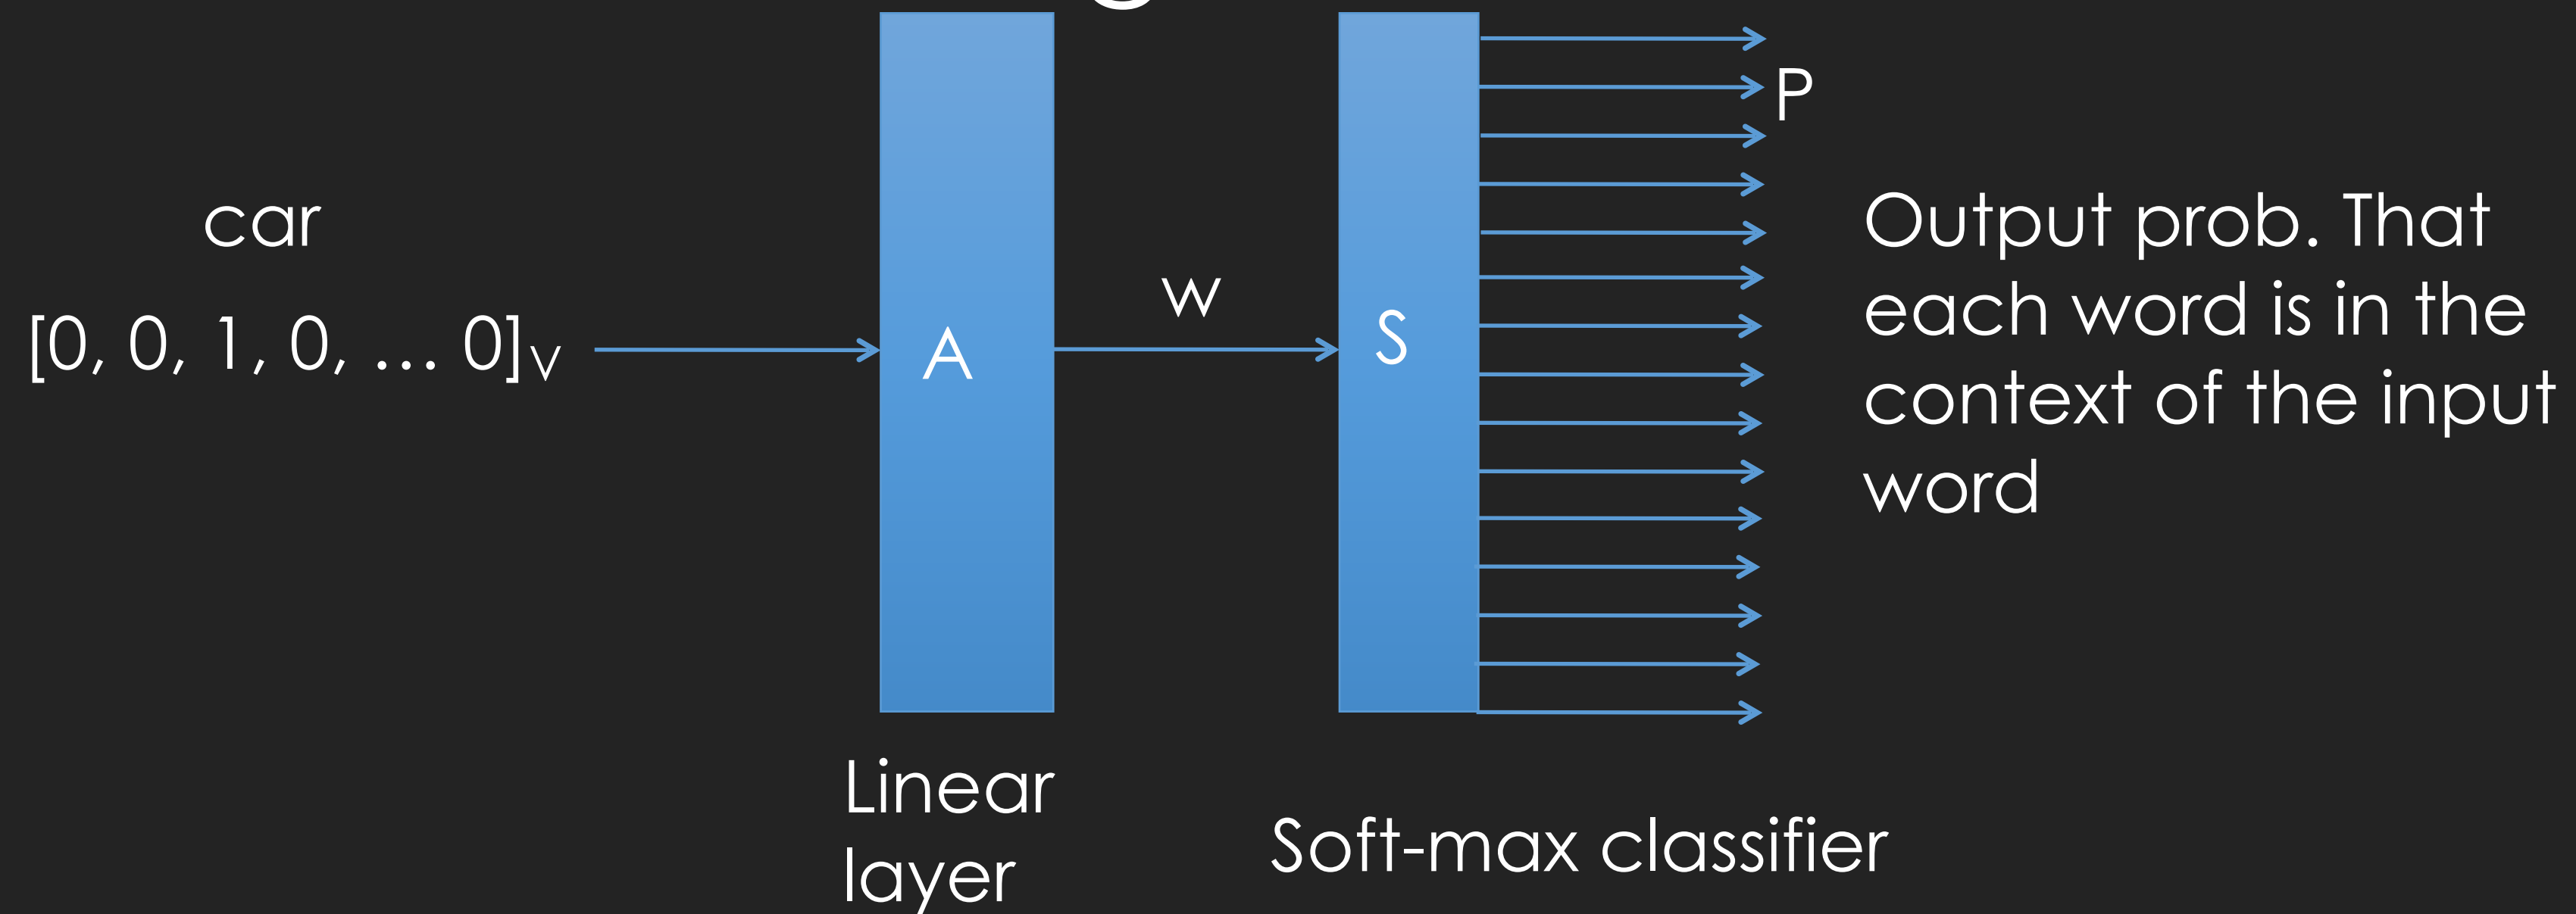 car
[0, 0, 1, 0, ... 0]V
A
w
S
P
Output prob. That
each word is in the
context of the input
word
Linear
layer
Soft-max classifier